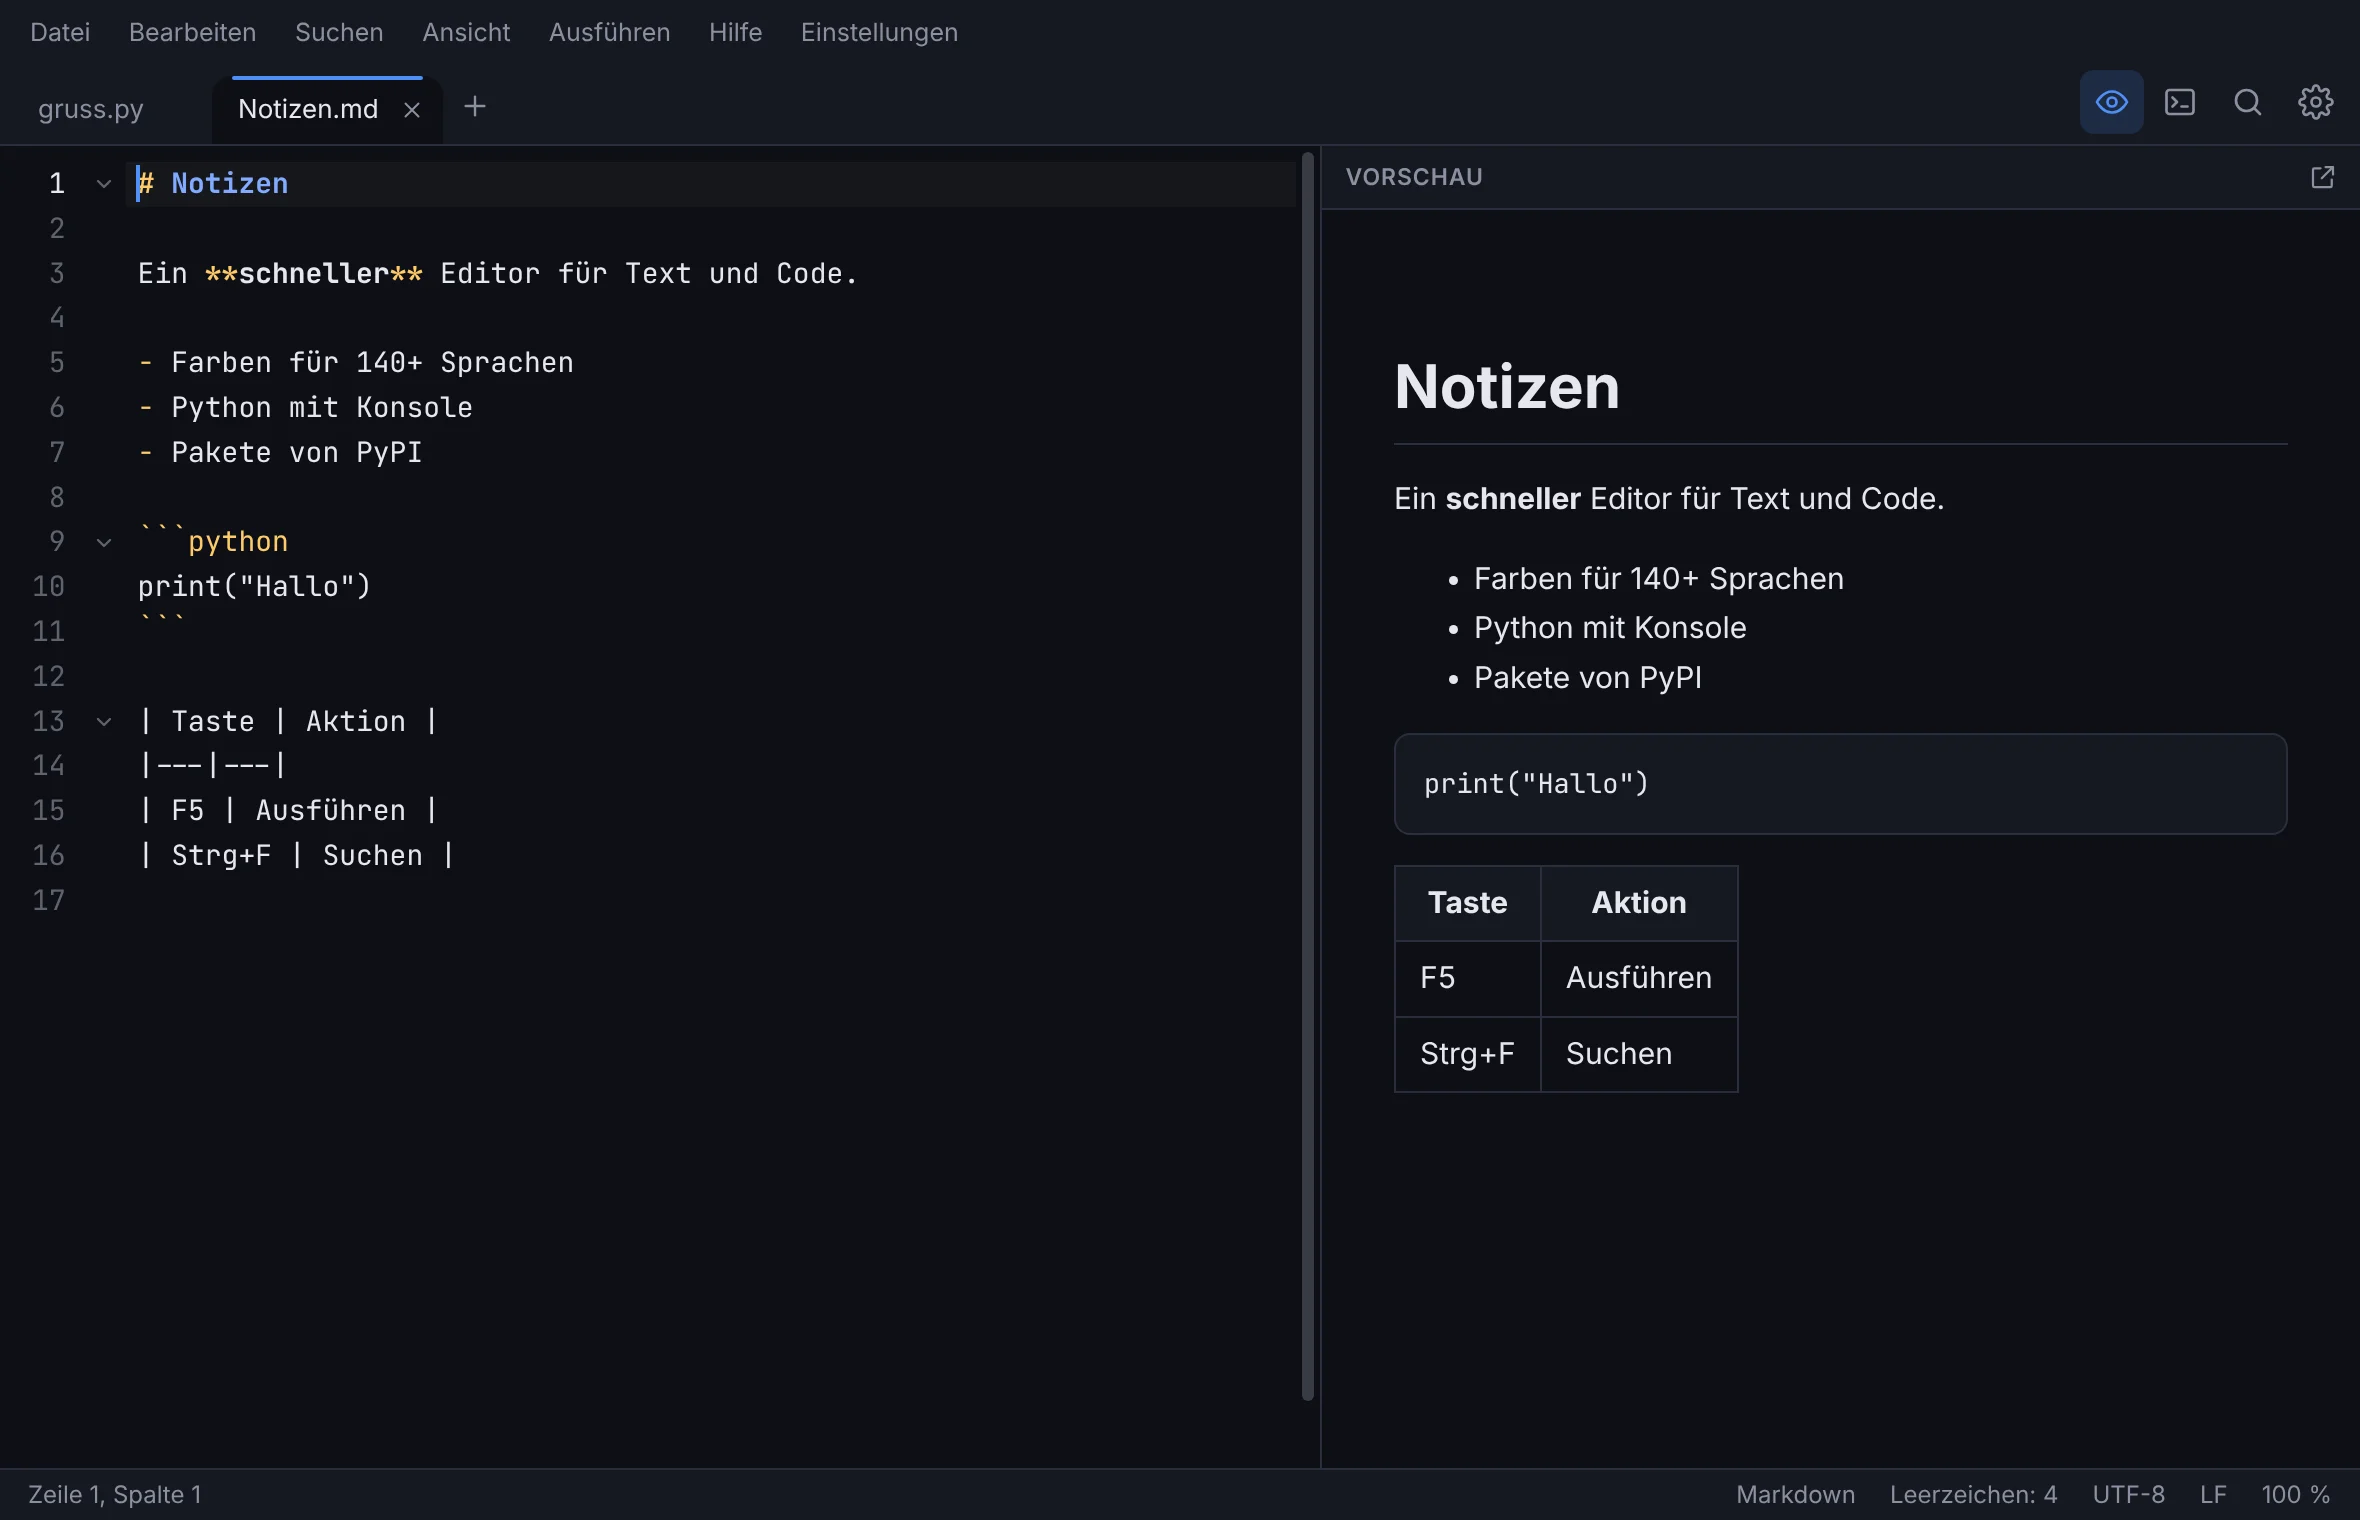 Datei Bearbeiten Suchen Ansicht Ausführen Hilfe Einstellungen
gruss.py Notizen.md
1 # Notizen
2
3 Ein **schneller** Editor für Text und Code.
4
5 - Farben für 140+ Sprachen
6 - Python mit Konsole
7 - Pakete von PyPI
8
9 ```python
10 print("Hallo")
11 ```
12
13 | Taste | Aktion |
14 |---|---|
15 | F5 | Ausführen |
16 | Strg+F | Suchen |
17
VORSCHAU
Notizen
Ein schneller Editor für Text und Code.
• Farben für 140+ Sprachen
• Python mit Konsole
• Pakete von PyPI
print("Hallo")
Taste Aktion
F5 Ausführen
Strg+F Suchen
Zeile 1, Spalte 1 Markdown Leerzeichen: 4 UTF-8 LF 100 %